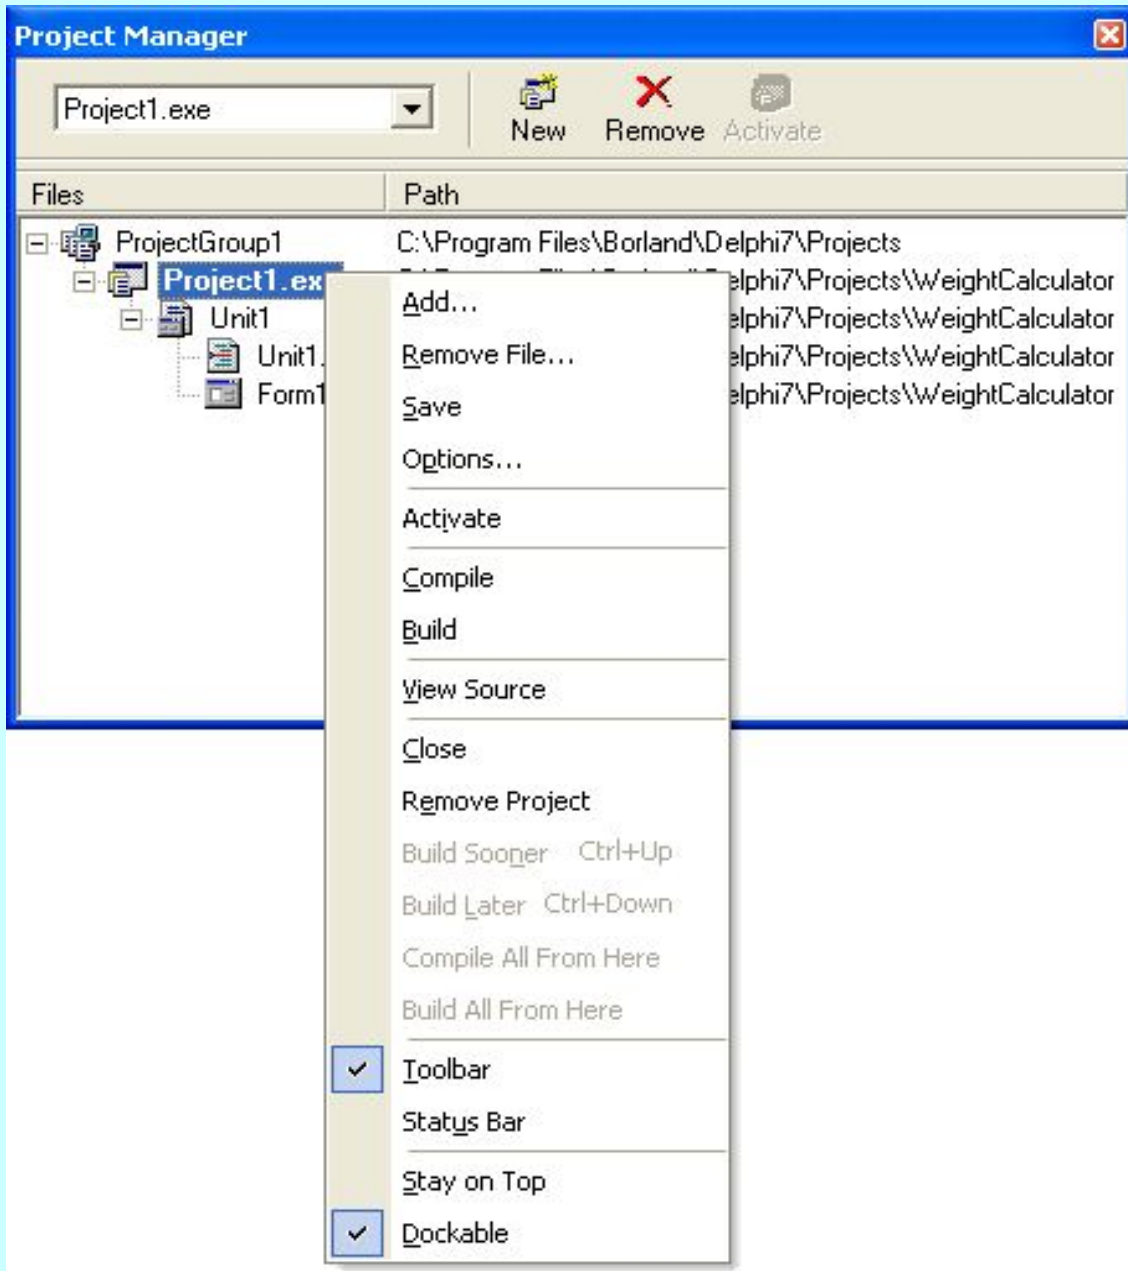 Project Manager
Project1.exe
New Remove Activate
Files Path
ProjectGroup1 C:\Program Files\Borland\Delphi7\Projects
Project1.ex elphi7\Projects\WeightCalculator
Unit1 elphi7\Projects\WeightCalculator
Unit1. elphi7\Projects\WeightCalculator
Form1 elphi7\Projects\WeightCalculator
Add...
Remove File...
Save
Options...
Activate
Compile
Build
View Source
Close
Remove Project
Build Sooner Ctrl+Up
Build Later Ctrl+Down
Compile All From Here
Build All From Here
Toolbar
Status Bar
Stay on Top
Dockable